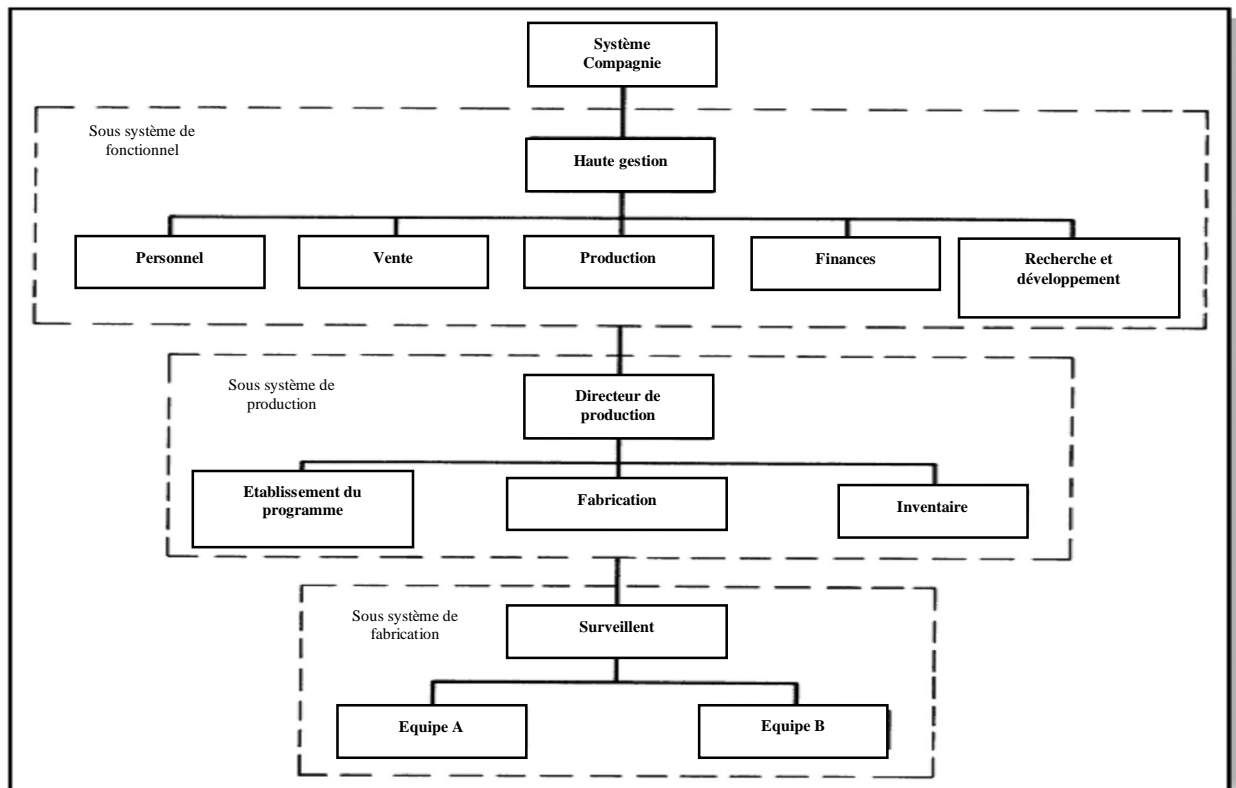 Système
Compagnie
Sous système de
fonctionnel
Haute gestion
Personnel
Vente
Production
Finances
Recherche et
développement
Sous système de
production
Directeur de
production
Etablissement du
programme
Fabrication
Inventaire
Sous système de
fabrication
Surveillent
Equipe A
Equipe B